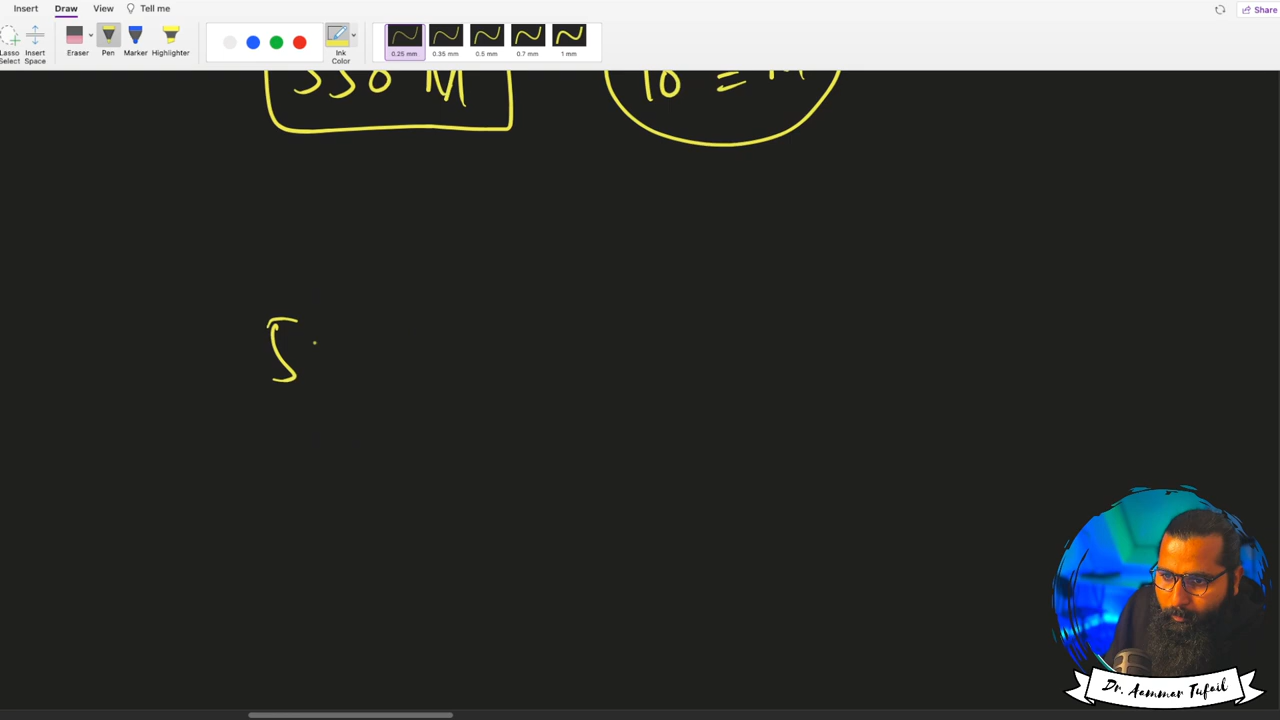 Insert Draw View Tell me Share
Lasso Select Insert Space Eraser Pen Marker Highlighter Ink Color 0.25 mm 0.35 mm 0.5 mm 0.7 mm 1 mm
330 M 10 = M
Dr. Aammar Tufail